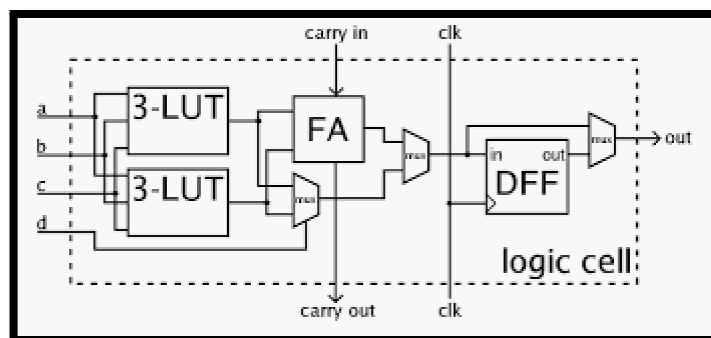 carry in
clk
a
3-LUT
b
FA
mux
mux
out
in
out
c
3-LUT
mux
DFF
d
logic cell
carry out
clk